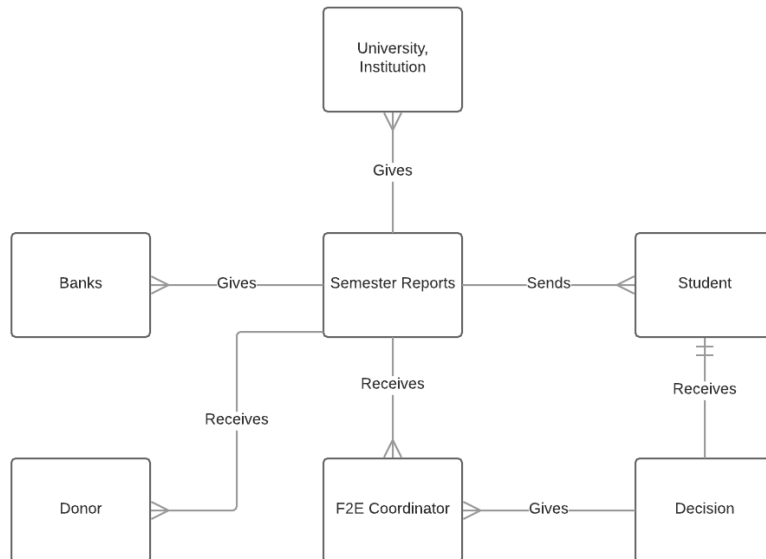 University,
Institution
Gives
Banks
Gives
Semester Reports
Sends
Student
Receives
Receives
Receives
Donor
F2E Coordinator
Gives
Decision